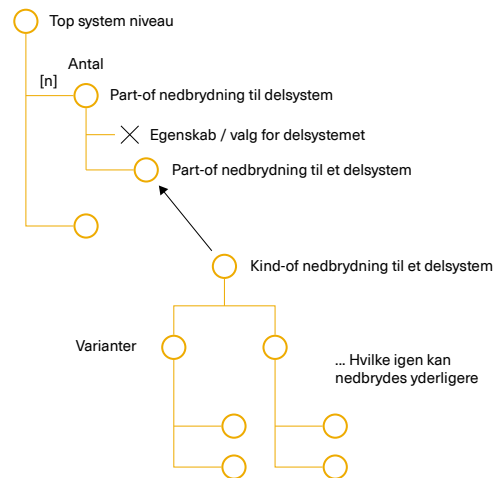 Top system niveau
Antal
[n]
Part-of nedbrydning til delsystem
Egenskab / valg for delsystemet
Part-of nedbrydning til et delsystem
Kind-of nedbrydning til et delsystem
Varianter
... Hvilke igen kan
nedbrydes yderligere